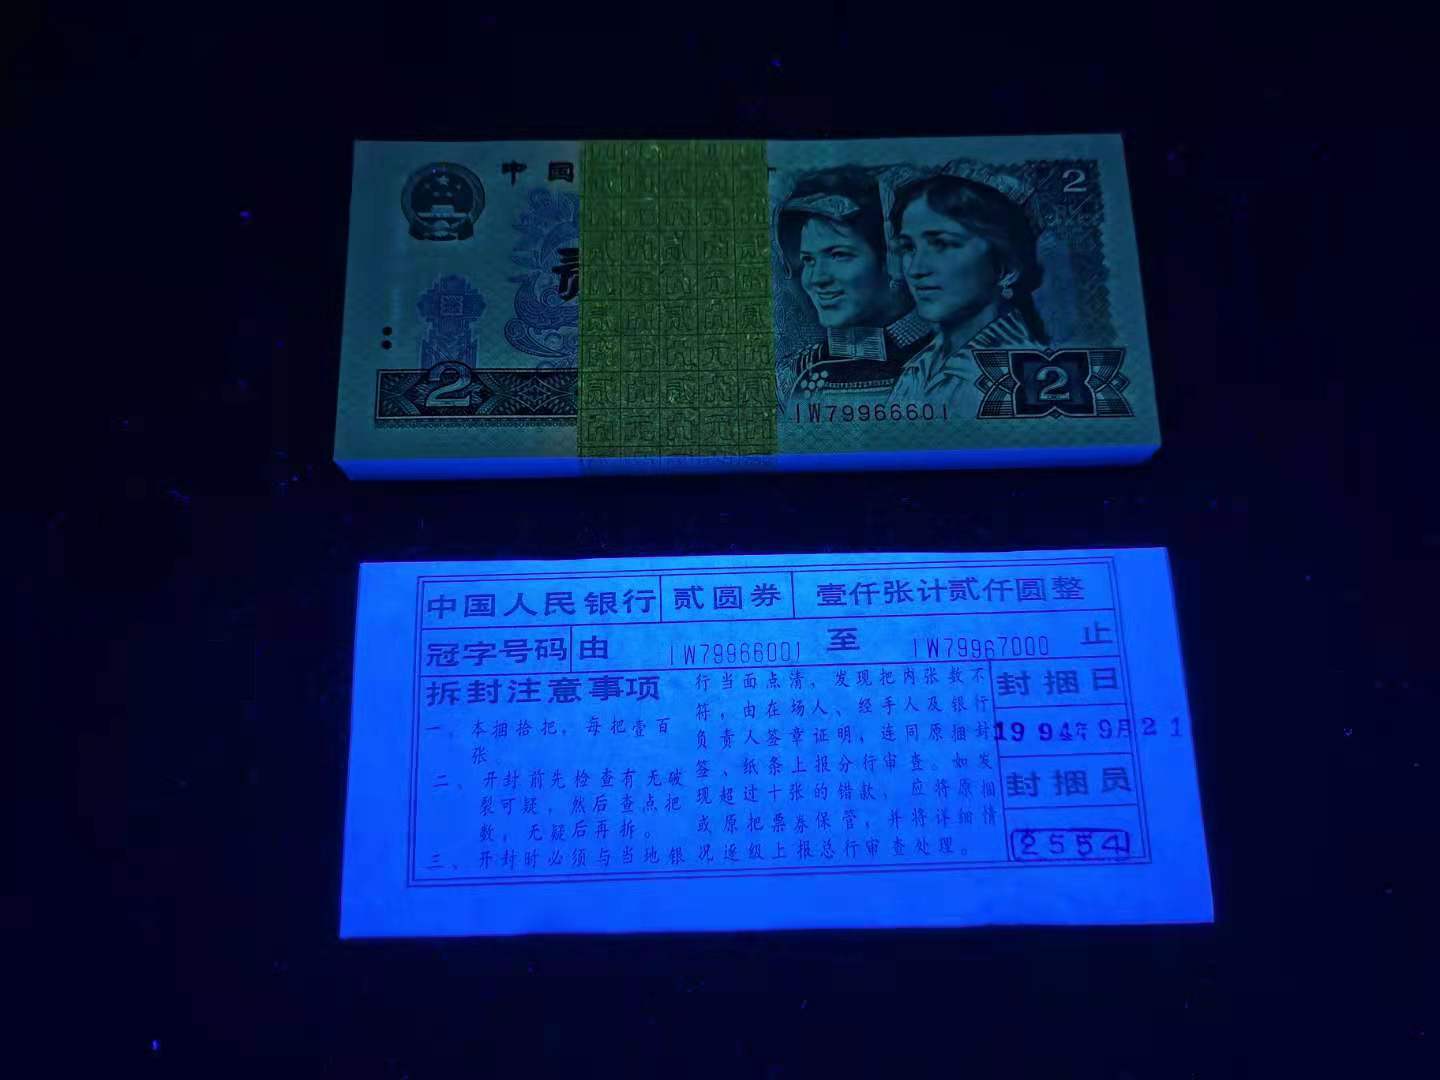 中国
贰
2
2
2
IW79966601
中国人民银行 贰圆券 壹仟张计贰仟圆整
冠字号码 由 IW79966001 至 IW79967000 止
拆封注意事项
一、本捆拾把，每把壹百
张
二、开封前先检查有无破
裂可疑，然后查点把
数，无疑后再拆。
三、开封时必须与当地银
行当面点清，发现把内张数不
符，由在场人、经手人及银行
负责人签章证明，连同原捆封
签、纸条上报分行审查。如发
现超过十张的错款，应将原捆
或原把票券保管，并将详细情
况逐级上报总行审查处理。
封捆日
1994年9月21
封捆员
2554